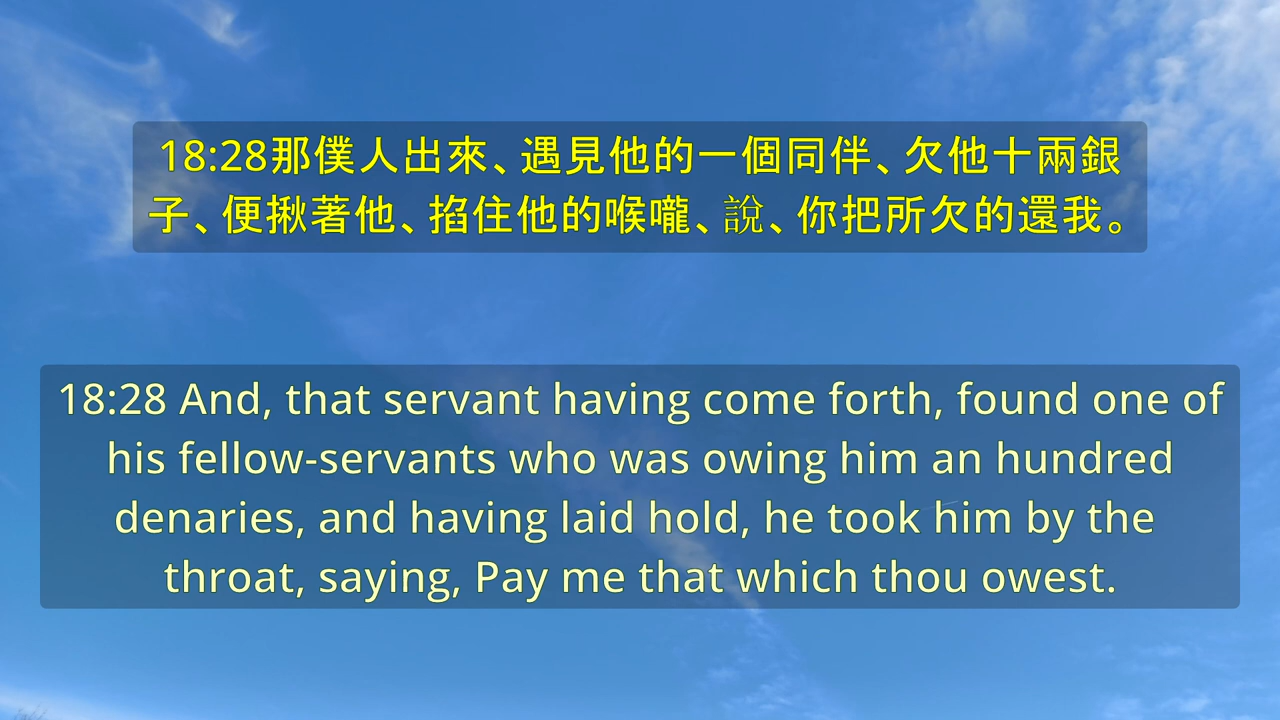 18:28那僕人出來、遇見他的一個同伴、欠他十兩銀
子、便揪著他、掐住他的喉嚨、說、你把所欠的還我。
18:28 And, that servant having come forth, found one of
his fellow-servants who was owing him an hundred
denaries, and having laid hold, he took him by the
throat, saying, Pay me that which thou owest.